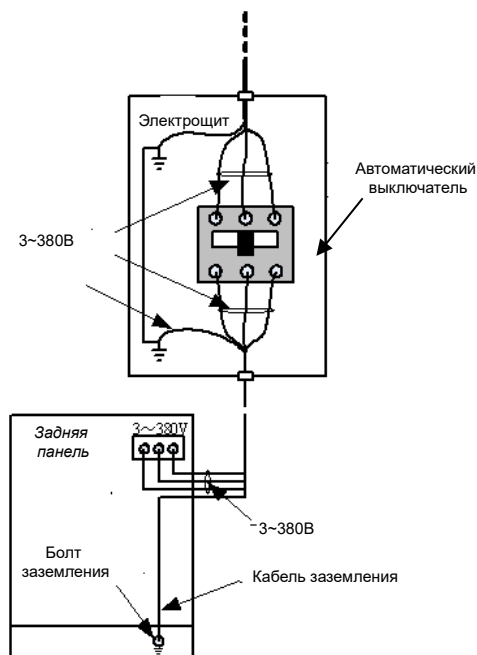 Электрощит
Автоматический
выключатель
3~380В
3～380V
Задняя
панель
3~380В
Болт
заземления
Кабель заземления